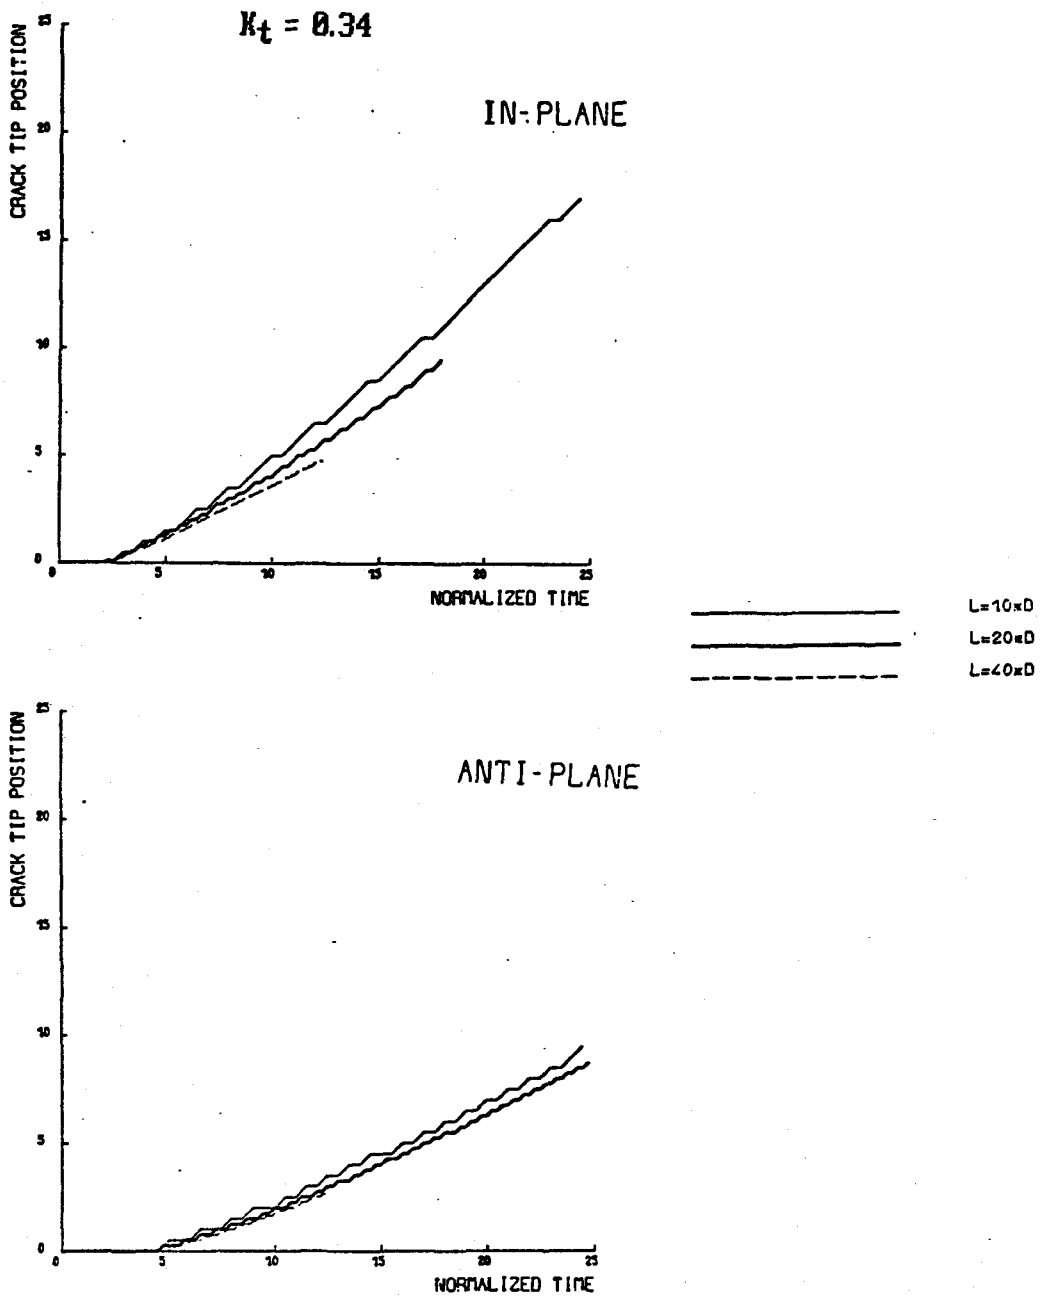 Kt = 0.34
IN-PLANE
CRACK TIP POSITION
25
20
15
10
5
0
0 5 10 15 20 25
NORMALIZED TIME
L=10*D
L=20*D
L=40*D
ANTI-PLANE
CRACK TIP POSITION
25
20
15
10
5
0
0 5 10 15 20 25
NORMALIZED TIME